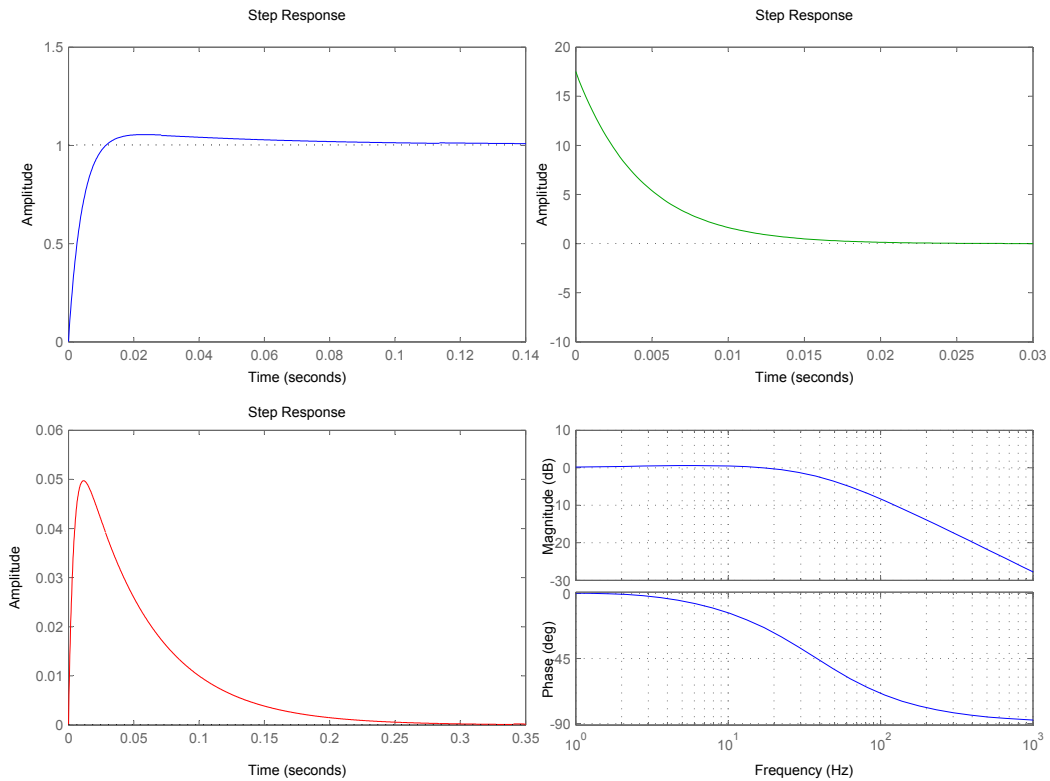 Step Response
1.5
1
0.5
0
Amplitude
0 0.02 0.04 0.06 0.08 0.1 0.12 0.14
Time (seconds)
Step Response
20
15
10
5
0
-5
-10
Amplitude
0 0.005 0.01 0.015 0.02 0.025 0.03
Time (seconds)
Step Response
0.06
0.05
0.04
0.03
0.02
0.01
0
Amplitude
0 0.05 0.1 0.15 0.2 0.25 0.3 0.35
Time (seconds)
10
0
-10
-20
-30
Magnitude (dB)
0
-45
-90
Phase (deg)
10^0 10^1 10^2 10^3
Frequency (Hz)